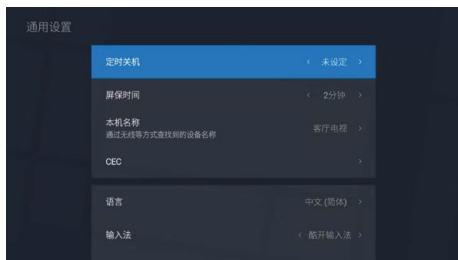 通用设置
定时关机
‹ 未设定 ›
屏保时间
‹ 2分钟 ›
本机名称
通过无线等方式查找到的设备名称
客厅电视 ›
CEC ›
语言
中文 (简体) ›
输入法
‹ 酷开输入法 ›